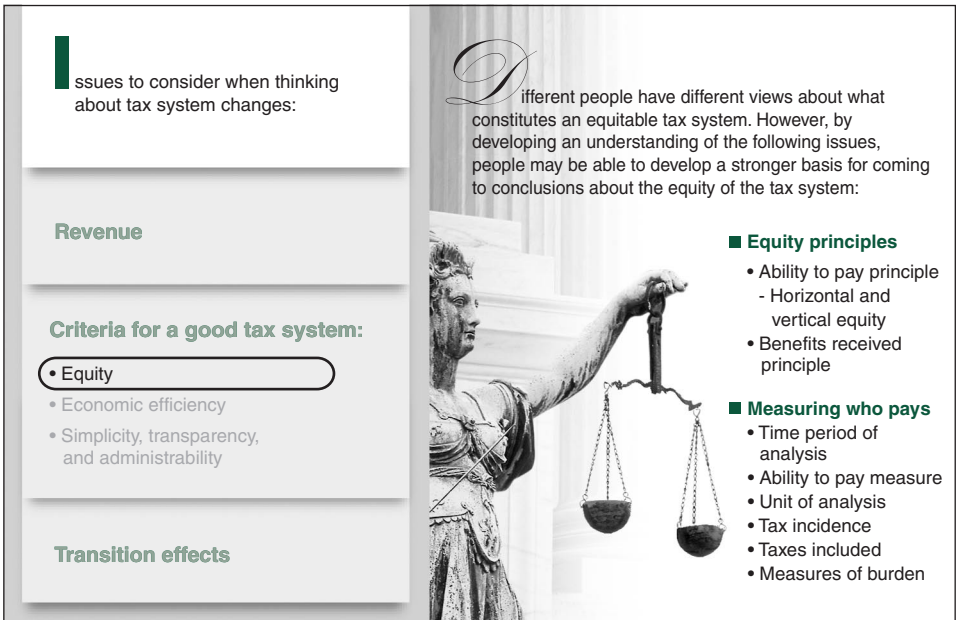 Issues to consider when thinking
about tax system changes:
Revenue
Criteria for a good tax system:
• Equity
• Economic efficiency
• Simplicity, transparency,
and administrability
Transition effects
Different people have different views about what
constitutes an equitable tax system. However, by
developing an understanding of the following issues,
people may be able to develop a stronger basis for coming
to conclusions about the equity of the tax system:
■ Equity principles
• Ability to pay principle
- Horizontal and
vertical equity
• Benefits received
principle
■ Measuring who pays
• Time period of
analysis
• Ability to pay measure
• Unit of analysis
• Tax incidence
• Taxes included
• Measures of burden